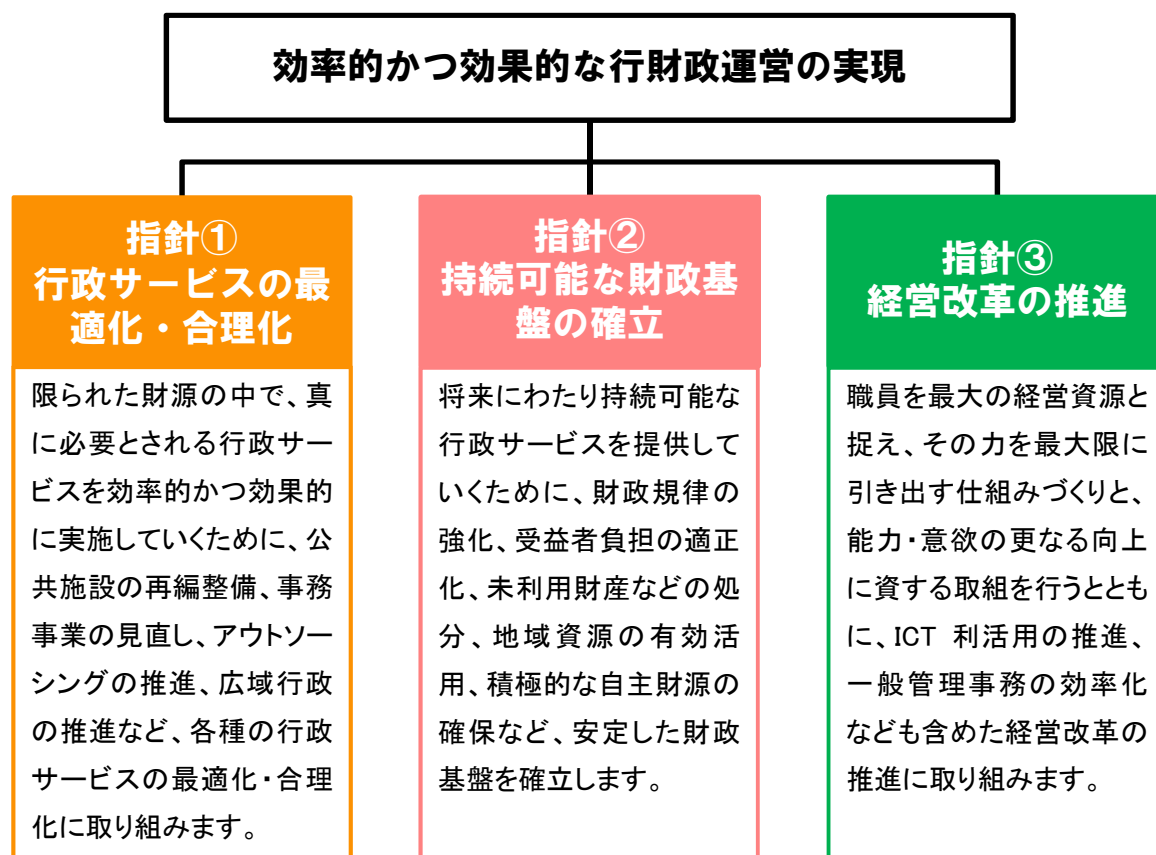 効率的かつ効果的な行財政運営の実現
指針①
行政サービスの最
適化・合理化
限られた財源の中で、真
に必要とされる行政サー
ビスを効率的かつ効果的
に実施していくために、公
共施設の再編整備、事務
事業の見直し、アウトソー
シングの推進、広域行政
の推進など、各種の行政
サービスの最適化・合理
化に取り組みます。
指針②
持続可能な財政基
盤の確立
将来にわたり持続可能な
行政サービスを提供して
いくために、財政規律の
強化、受益者負担の適正
化、未利用財産などの処
分、地域資源の有効活
用、積極的な自主財源の
確保など、安定した財政
基盤を確立します。
指針③
経営改革の推進
職員を最大の経営資源と
捉え、その力を最大限に
引き出す仕組みづくりと、
能力・意欲の更なる向上
に資する取組を行うととも
に、ICT 利活用の推進、
一般管理事務の効率化
なども含めた経営改革の
推進に取り組みます。